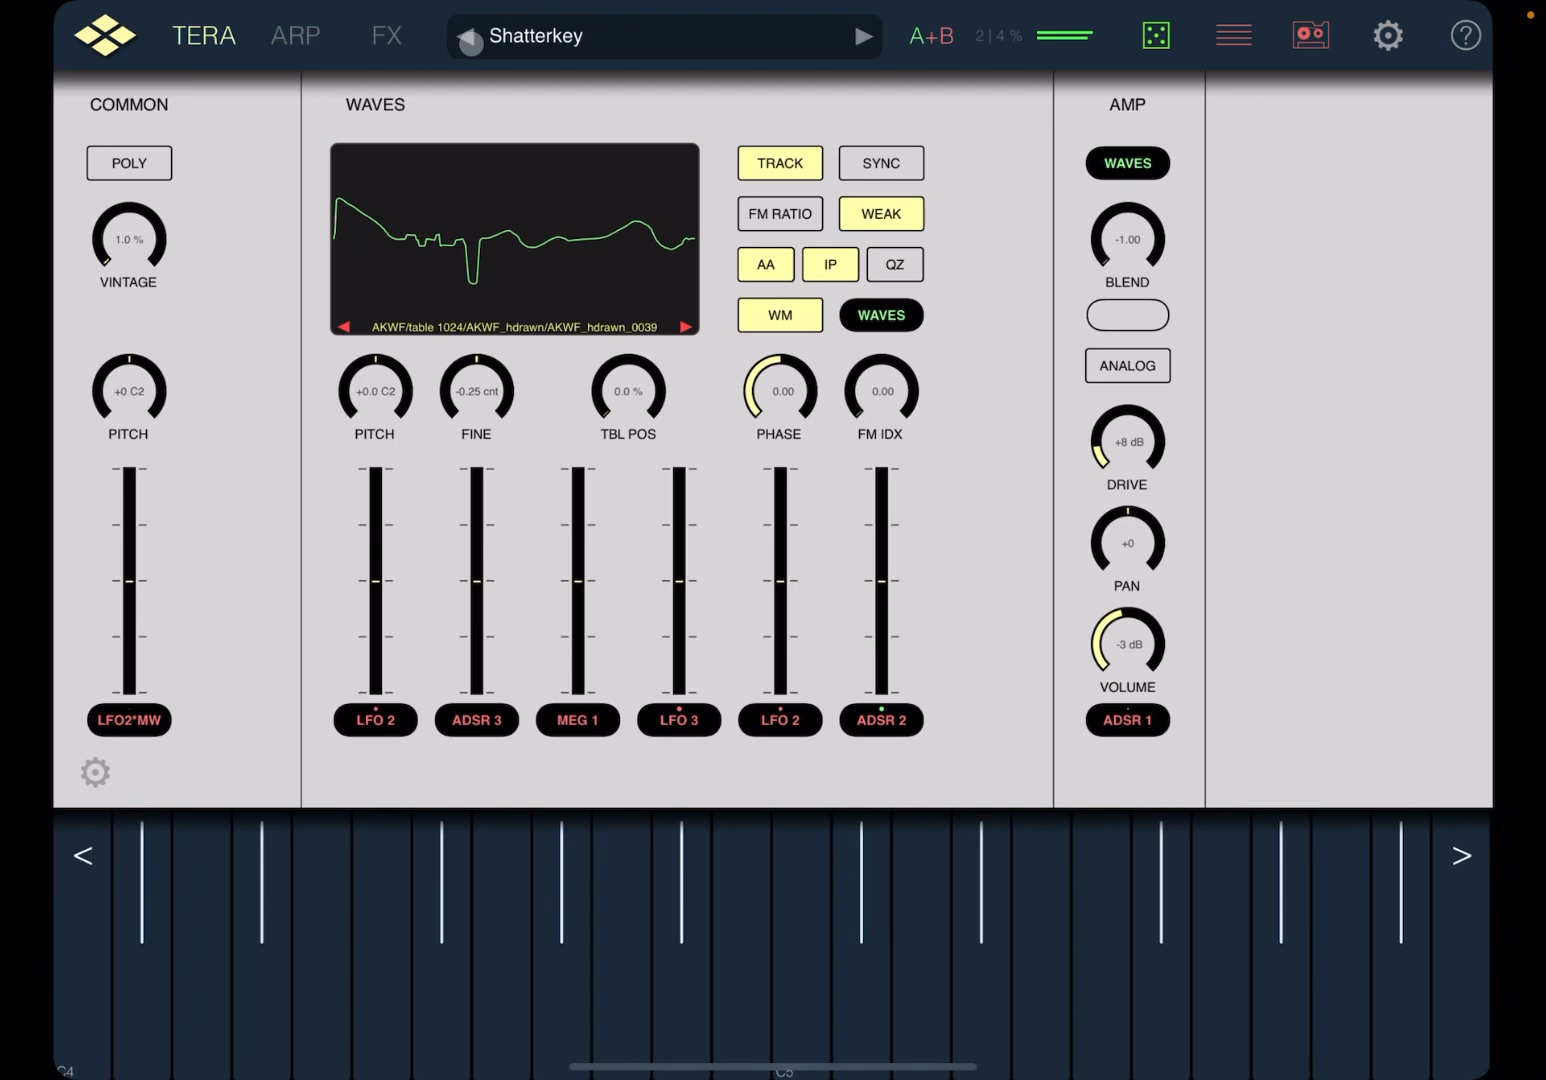 TERA ARP FX Shatterkey A+B 2 | 4 %
COMMON WAVES AMP
POLY TRACK SYNC WAVES
FM RATIO WEAK
1.0 % -1.00
AA IP QZ
VINTAGE BLEND
WM WAVES
AKWF/table 1024/AKWF_hdrawn/AKWF_hdrawn_0039
ANALOG
+0 C2 +0.0 C2 -0.25 cnt 0.0 % 0.00 0.00
PITCH PITCH FINE TBL POS PHASE FM IDX
+8 dB
DRIVE
+0
PAN
-3 dB
VOLUME
LFO2*MW LFO 2 ADSR 3 MEG 1 LFO 3 LFO 2 ADSR 2 ADSR 1
< >
C4 C5